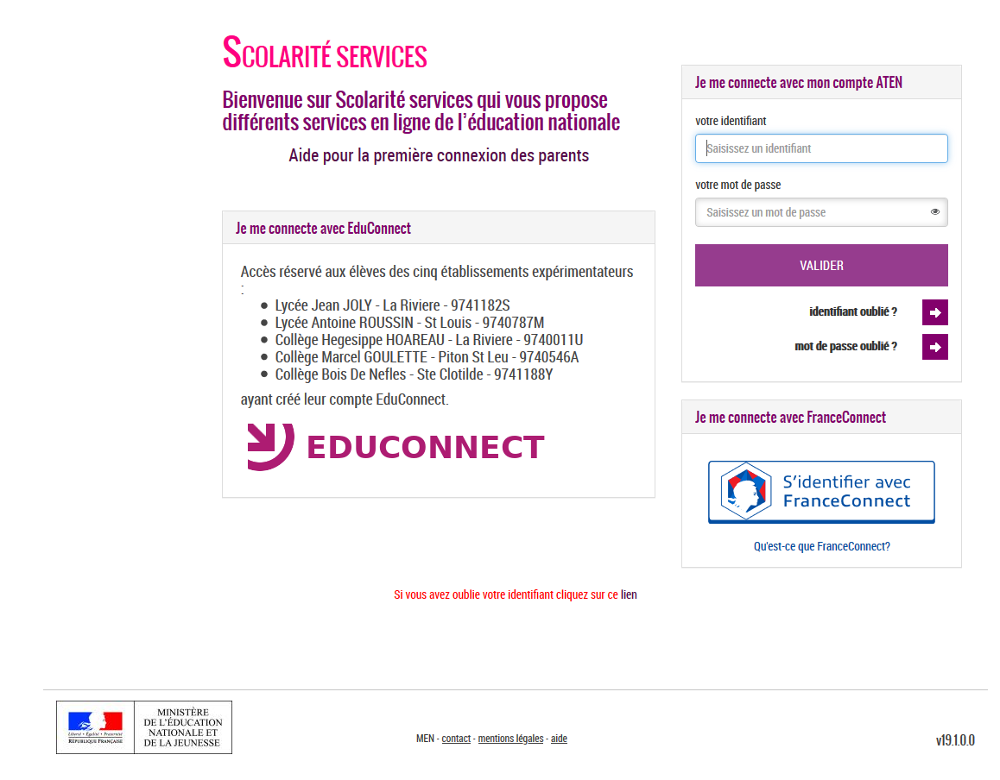 SCOLARITÉ SERVICES
Bienvenue sur Scolarité services qui vous propose
différents services en ligne de l'éducation nationale
Aide pour la première connexion des parents
Je me connecte avec EduConnect
Accès réservé aux élèves des cinq établissements expérimentateurs
:
Lycée Jean JOLY - La Riviere - 9741182S
Lycée Antoine ROUSSIN - St Louis - 9740787M
Collège Hegesippe HOAREAU - La Riviere - 9740011U
Collège Marcel GOULETTE - Piton St Leu - 9740546A
Collège Bois De Nefles - Ste Clotilde - 9741188Y
ayant créé leur compte EduConnect.
EDUCONNECT
Je me connecte avec mon compte ATEN
votre identifiant
Saisissez un identifiant
votre mot de passe
Saisissez un mot de passe
VALIDER
identifiant oublié ?
mot de passe oublié ?
Je me connecte avec FranceConnect
S'identifier avec
FranceConnect
Qu'est-ce que FranceConnect?
Si vous avez oublie votre identifiant cliquez sur ce lien
Liberté • Égalité • Fraternité
RÉPUBLIQUE FRANÇAISE
MINISTÈRE
DE L'ÉDUCATION
NATIONALE ET
DE LA JEUNESSE
MEN - contact - mentions légales - aide
v19.1.0.0